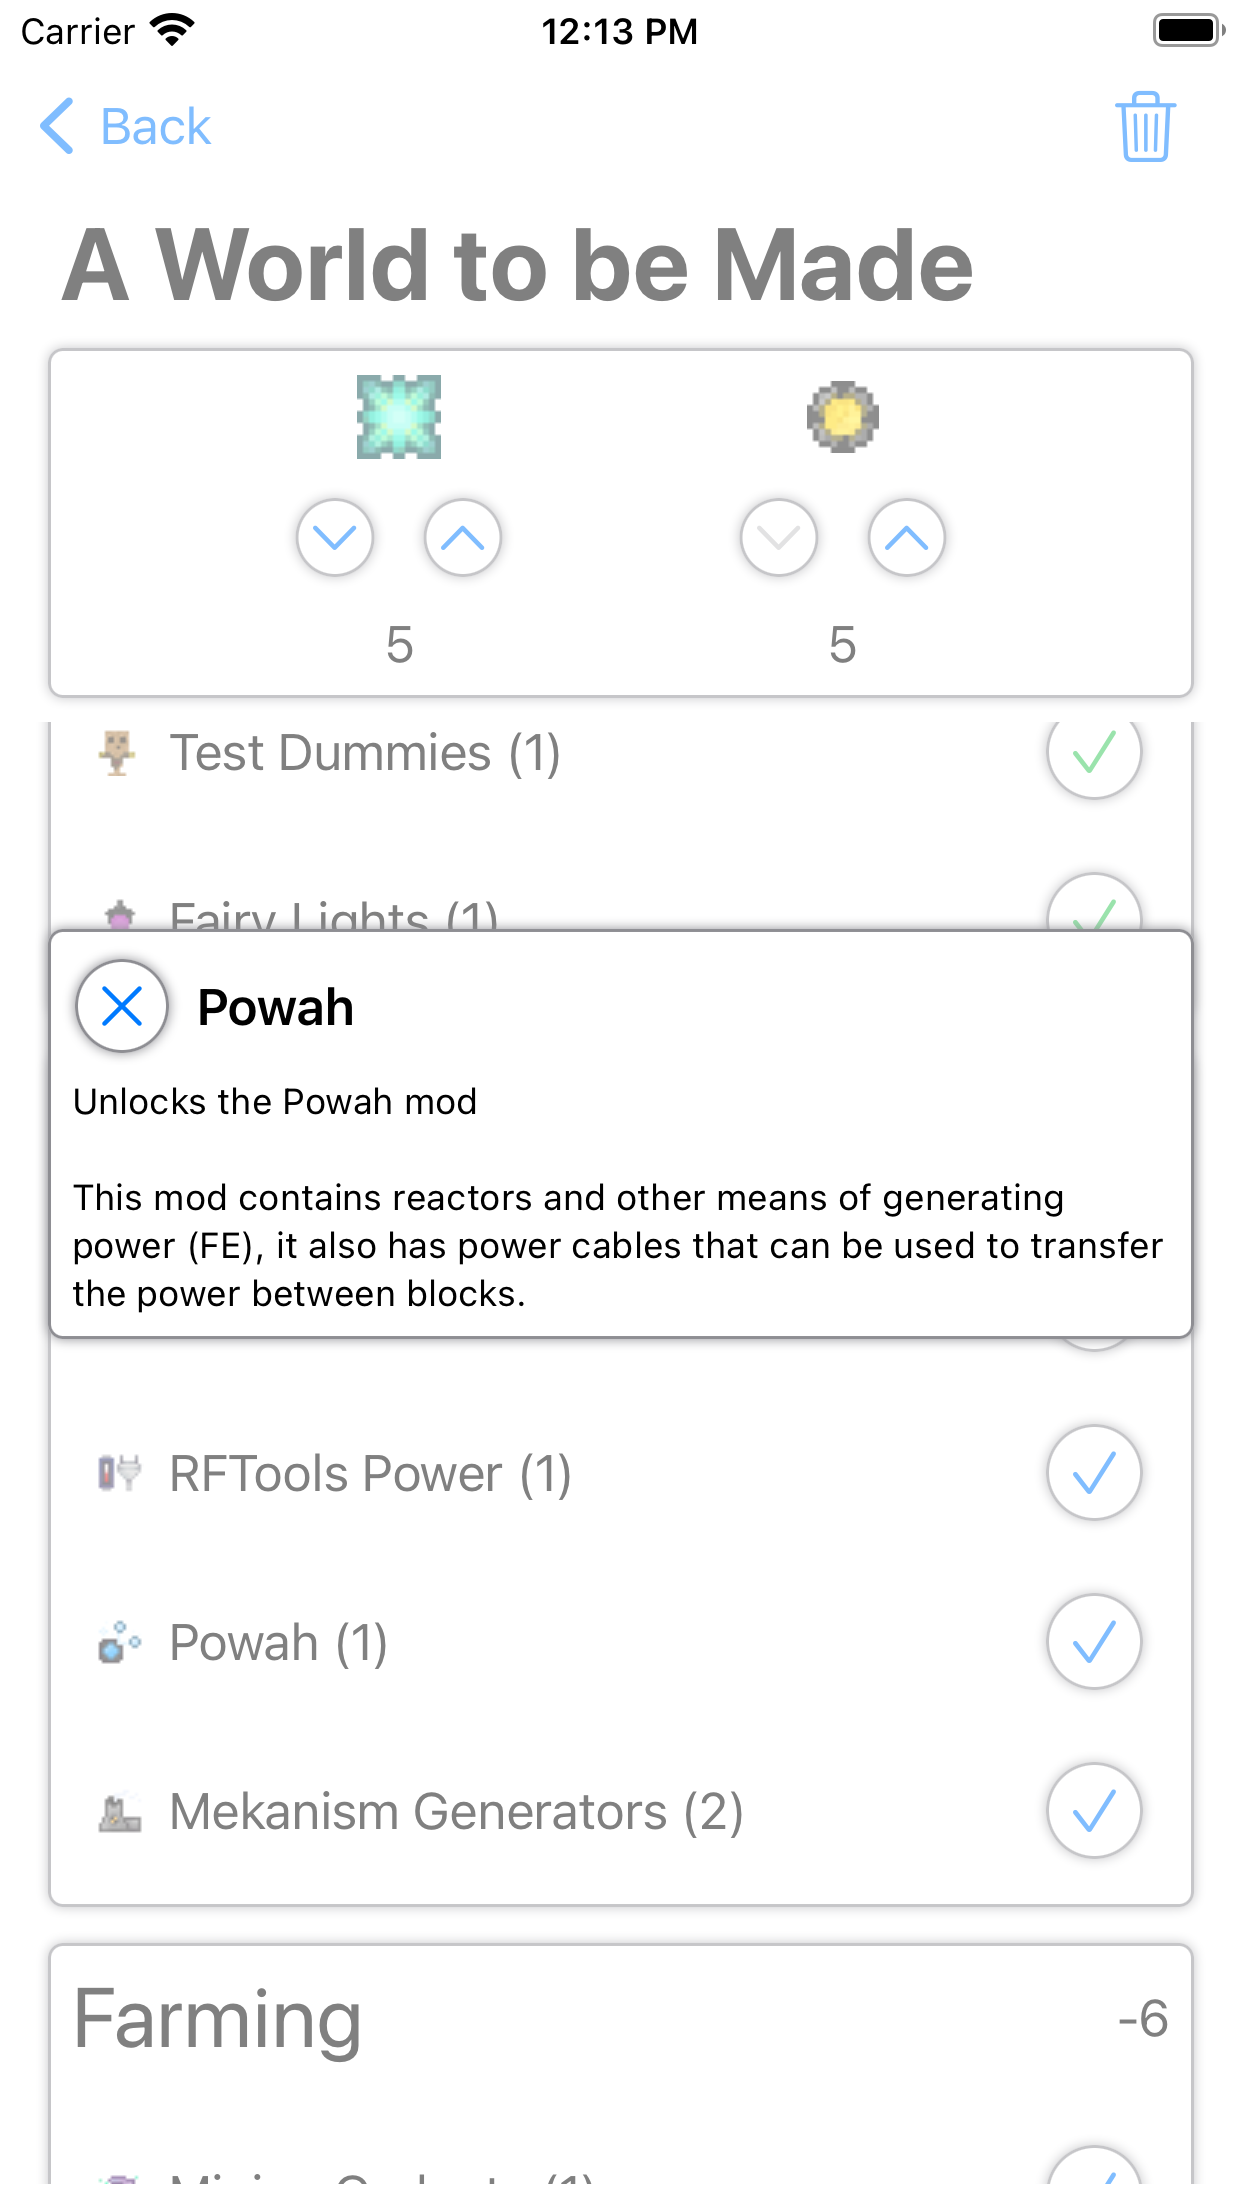 Carrier
12:13 PM
Back
A World to be Made
5
5
Test Dummies (1)
Fairy Lights (1)
Powah
Unlocks the Powah mod
This mod contains reactors and other means of generating
power (FE), it also has power cables that can be used to transfer
the power between blocks.
RFTools Power (1)
Powah (1)
Mekanism Generators (2)
Farming
-6